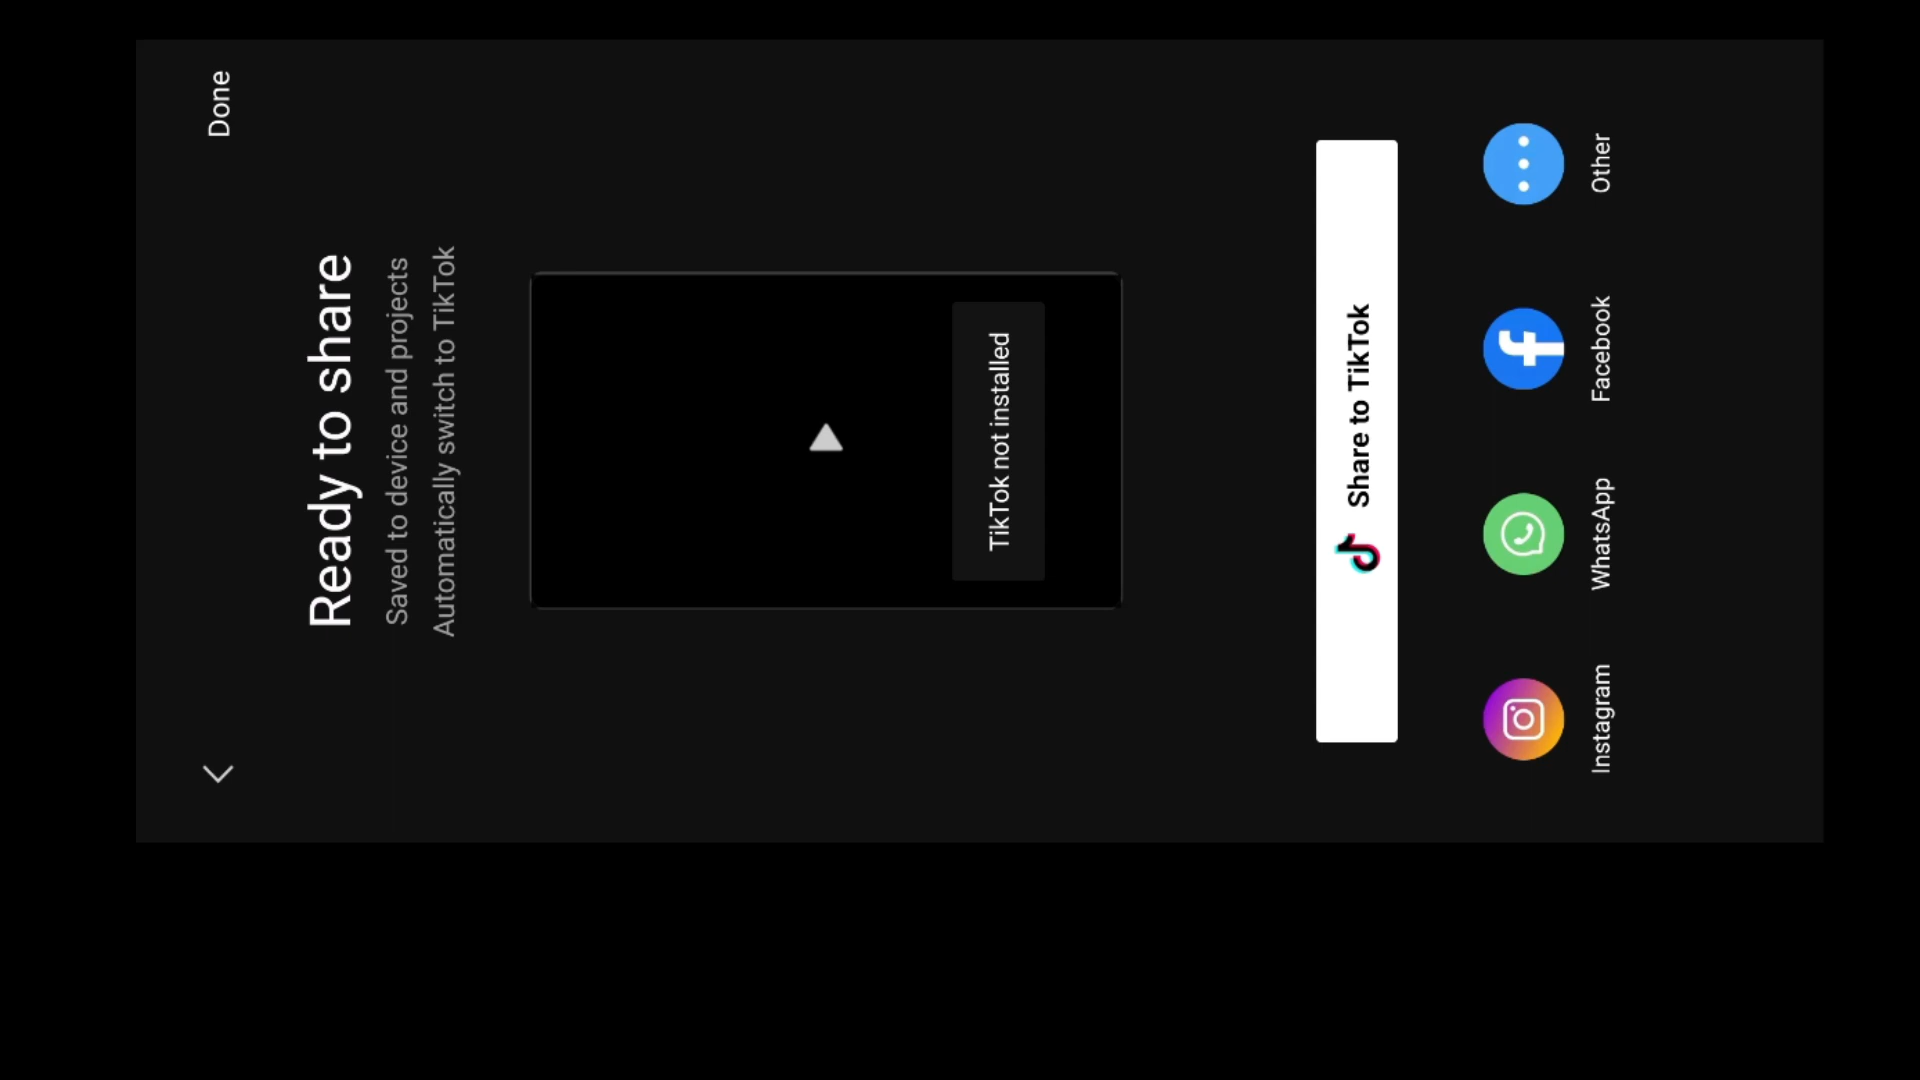 Done
Ready to share
Saved to device and projects
Automatically switch to TikTok
TikTok not installed
Share to TikTok
Instagram
WhatsApp
Facebook
Other